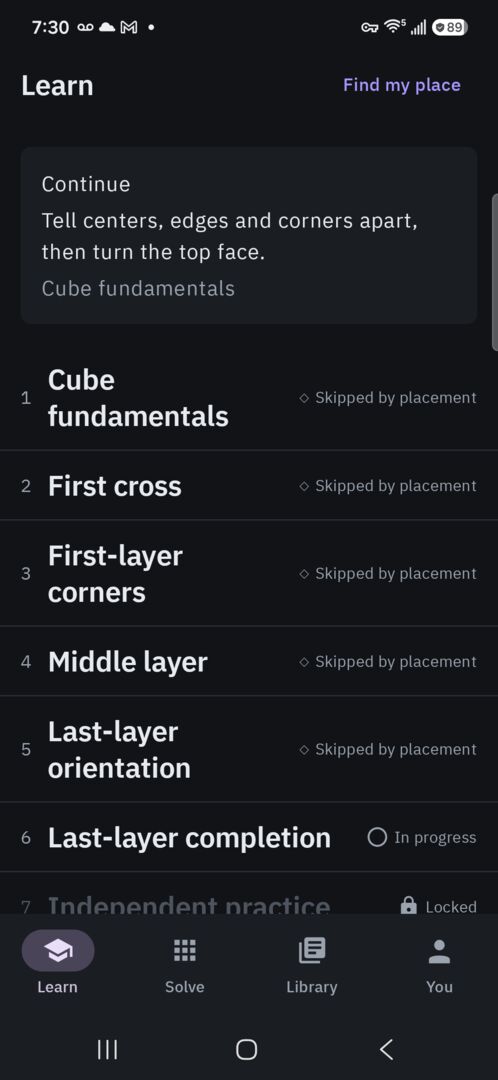 7:30
5
89
Learn
Find my place
Continue
Tell centers, edges and corners apart,
then turn the top face.
Cube fundamentals
1
Cube
fundamentals
◇ Skipped by placement
2 First cross ◇ Skipped by placement
3
First-layer
corners
◇ Skipped by placement
4 Middle layer ◇ Skipped by placement
5
Last-layer
orientation
◇ Skipped by placement
6 Last-layer completion In progress
7 Independent practice Locked
Learn Solve Library You